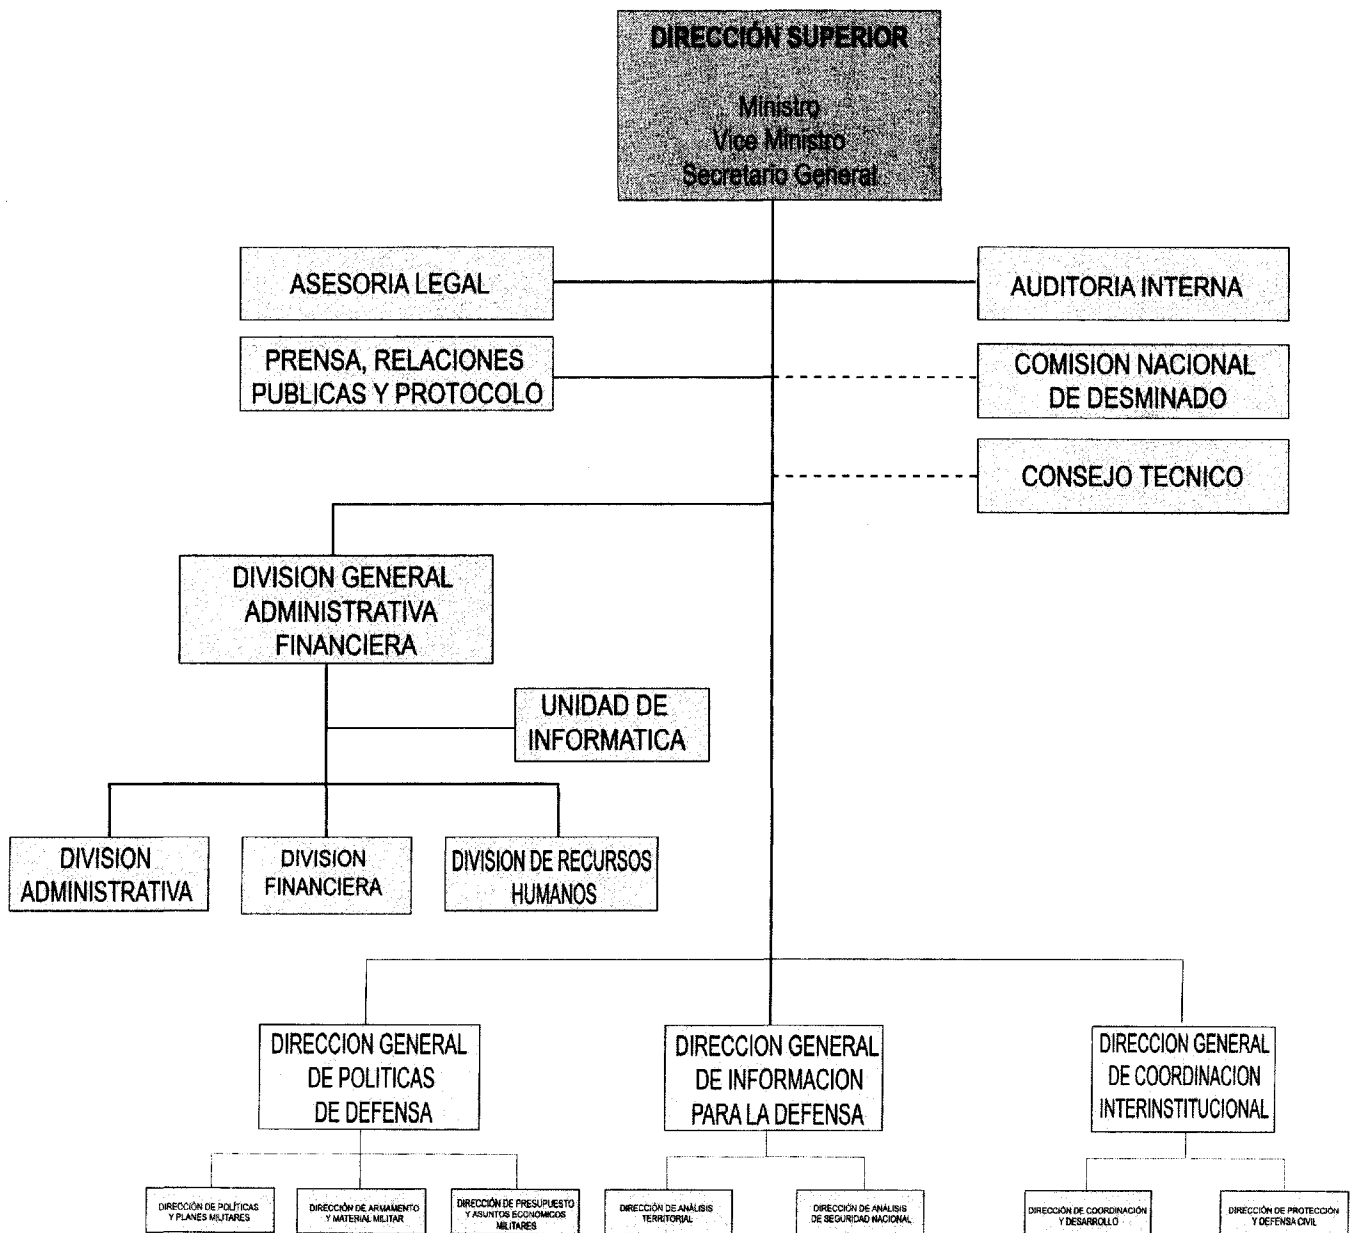 DIRECCIÓN SUPERIOR
Ministro
Vice Ministro
Secretario General
ASESORIA LEGAL
AUDITORIA INTERNA
PRENSA, RELACIONES
PUBLICAS Y PROTOCOLO
COMISION NACIONAL
DE DESMINADO
CONSEJO TECNICO
DIVISION GENERAL
ADMINISTRATIVA
FINANCIERA
UNIDAD DE
INFORMATICA
DIVISION
ADMINISTRATIVA
DIVISION
FINANCIERA
DIVISION DE RECURSOS
HUMANOS
DIRECCION GENERAL
DE POLITICAS
DE DEFENSA
DIRECCION GENERAL
DE INFORMACION
PARA LA DEFENSA
DIRECCION GENERAL
DE COORDINACION
INTERINSTITUCIONAL
DIRECCIÓN DE POLÍTICAS
Y PLANES MILITARES
DIRECCIÓN DE ARMAMENTO
Y MATERIAL MILITAR
DIRECCIÓN DE PRESUPUESTO
Y ASUNTOS ECONOMICOS
MILITARES
DIRECCIÓN DE ANÁLISIS
TERRITORIAL
DIRECCIÓN DE ANÁLISIS
DE SEGURIDAD NACIONAL
DIRECCIÓN DE COORDINACIÓN
Y DESARROLLO
DIRECCIÓN DE PROTECCIÓN
Y DEFENSA CIVIL